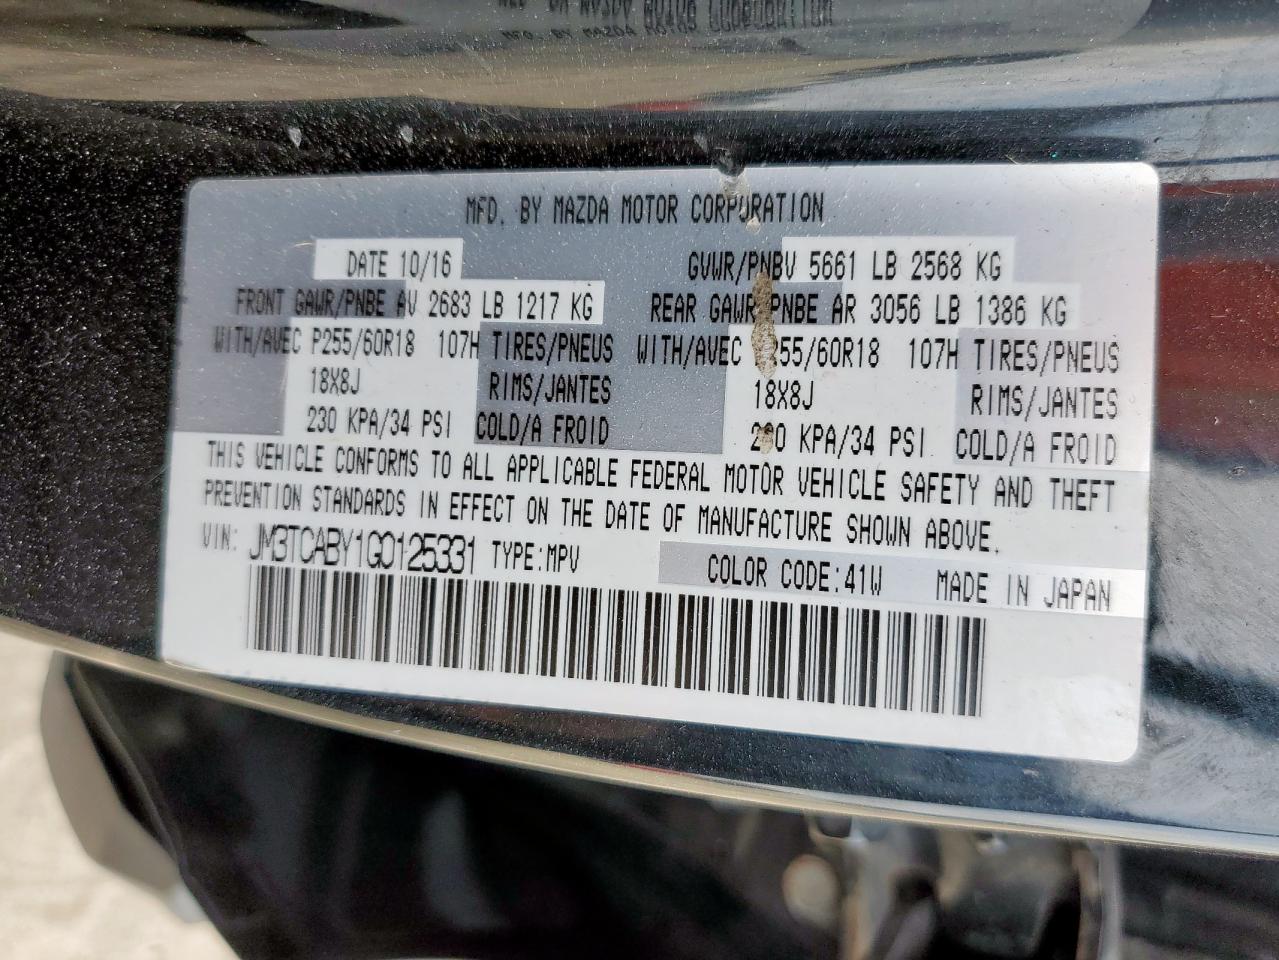 MFD. BY MAZDA MOTOR CORPORATION
DATE 10/16 GVWR/PNBV 5661 LB 2568 KG
FRONT GAWR/PNBE AV 2683 LB 1217 KG REAR GAWR/PNBE AR 3056 LB 1386 KG
WITH/AVEC P255/60R18 107H TIRES/PNEUS WITH/AVEC P255/60R18 107H TIRES/PNEUS
18X8J RIMS/JANTES 18X8J RIMS/JANTES
230 KPA/34 PSI COLD/A FROID 230 KPA/34 PSI COLD/A FROID
THIS VEHICLE CONFORMS TO ALL APPLICABLE FEDERAL MOTOR VEHICLE SAFETY AND THEFT
PREVENTION STANDARDS IN EFFECT ON THE DATE OF MANUFACTURE SHOWN ABOVE.
VIN: JM3TCABY1G0125331 TYPE:MPV COLOR CODE:41W MADE IN JAPAN